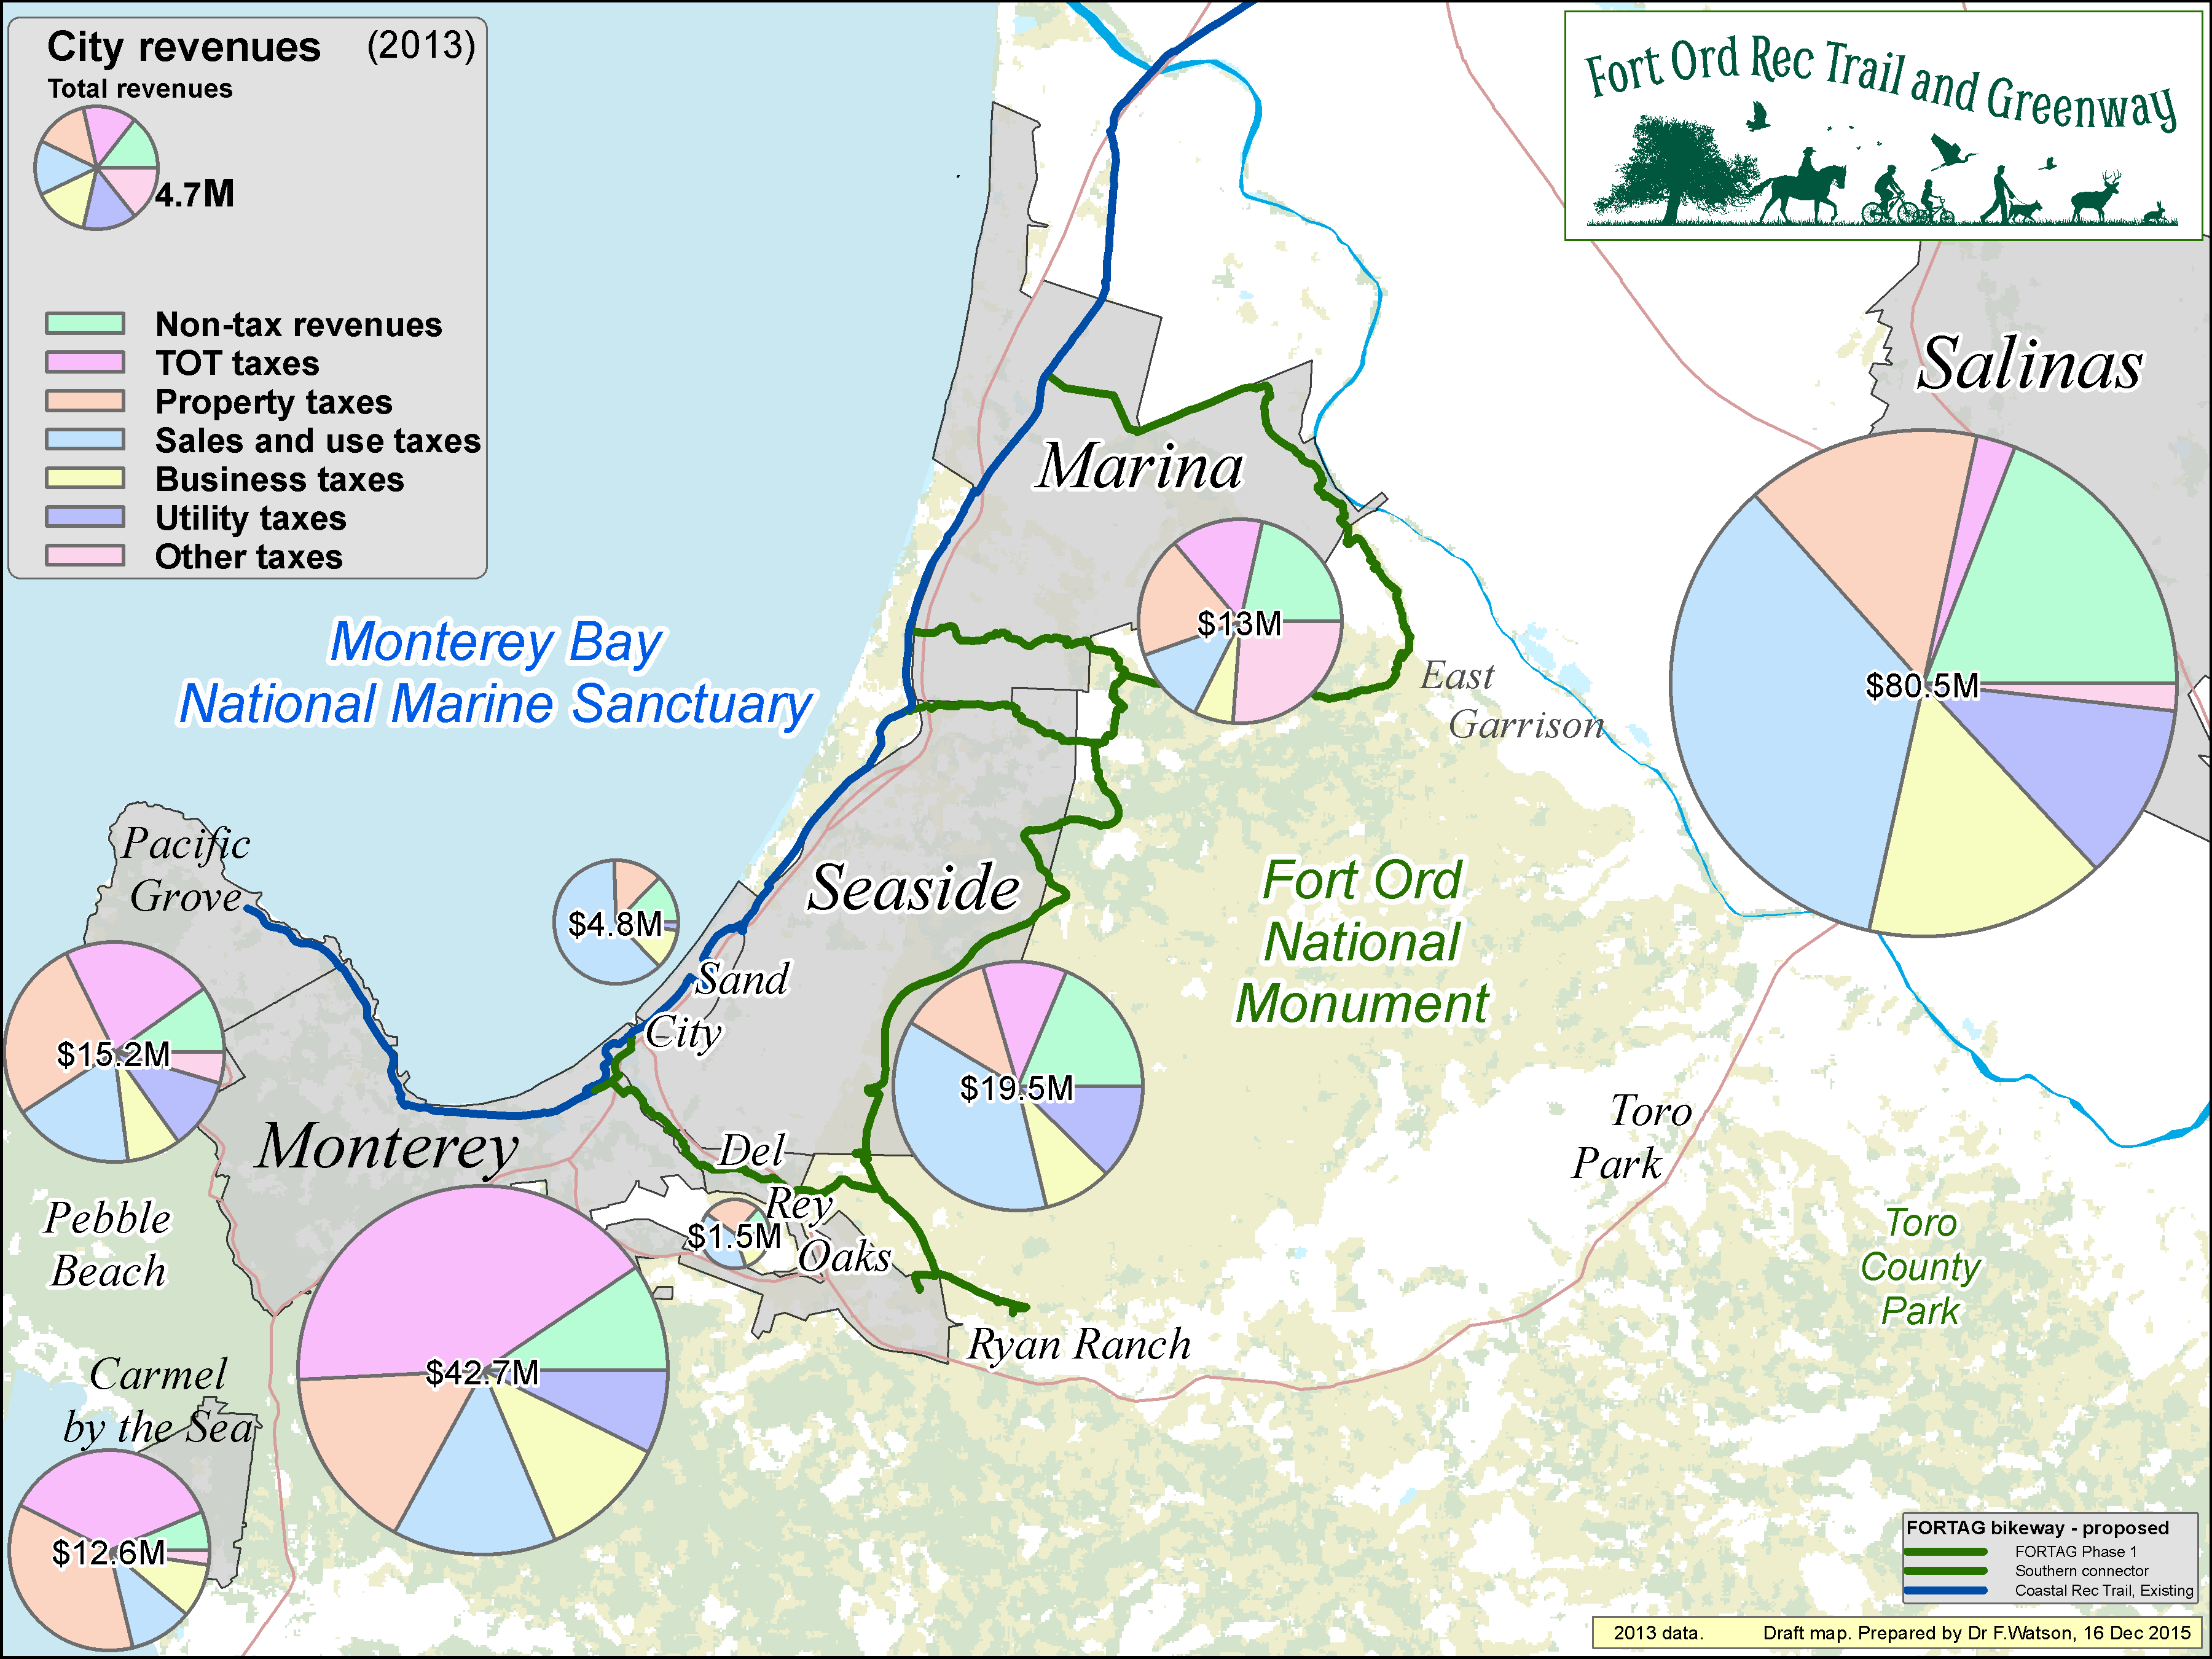 City revenues (2013)
Total revenues
4.7M
Non-tax revenues
TOT taxes
Property taxes
Sales and use taxes
Business taxes
Utility taxes
Other taxes
Fort Ord Rec Trail and Greenway
Salinas
Marina
$13M
$80.5M
Monterey Bay
National Marine Sanctuary
East
Garrison
Pacific
Grove
$4.8M
Seaside
Fort Ord
National
Monument
Sand
City
$15.2M
$19.5M
Monterey
Del
Rey
Oaks
$1.5M
Toro
Park
Pebble
Beach
Toro
County
Park
Ryan Ranch
$42.7M
Carmel
by the Sea
$12.6M
FORTAG bikeway - proposed
FORTAG Phase 1
Southern connector
Coastal Rec Trail, Existing
2013 data. Draft map. Prepared by Dr F.Watson, 16 Dec 2015